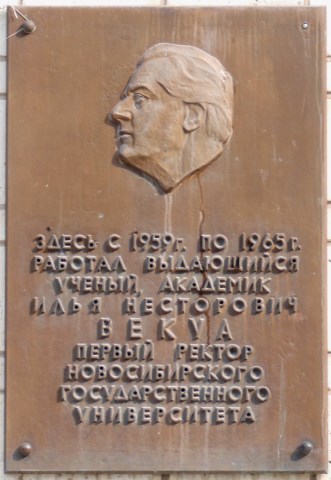 ЗДЕСЬ С 1959г. ПО 1965г.
РАБОТАЛ ВЫДАЮЩИЙСЯ
УЧЕНЫЙ, АКАДЕМИК
ИЛЬЯ НЕСТОРОВИЧ
ВЕКУА
ПЕРВЫЙ РЕКТОР
НОВОСИБИРСКОГО
ГОСУДАРСТВЕННОГО
УНИВЕРСИТЕТА